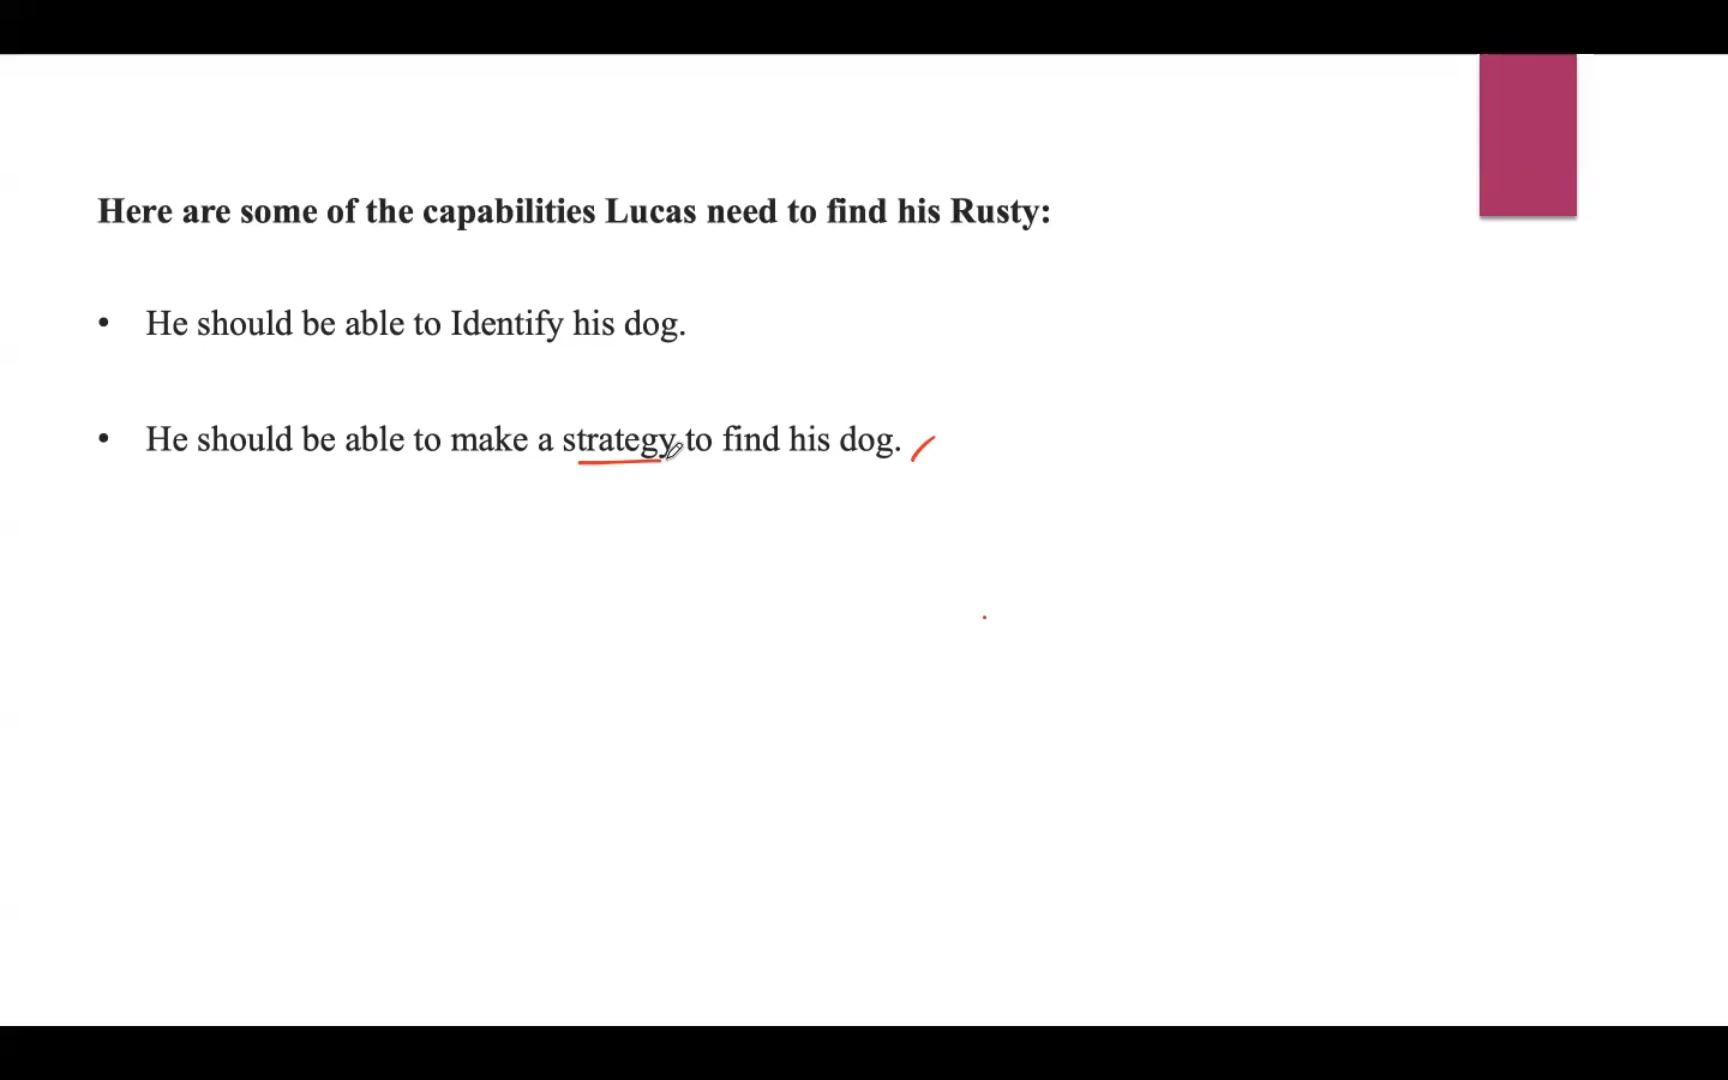 Here are some of the capabilities Lucas need to find his Rusty:
• He should be able to Identify his dog.
• He should be able to make a strategy to find his dog.